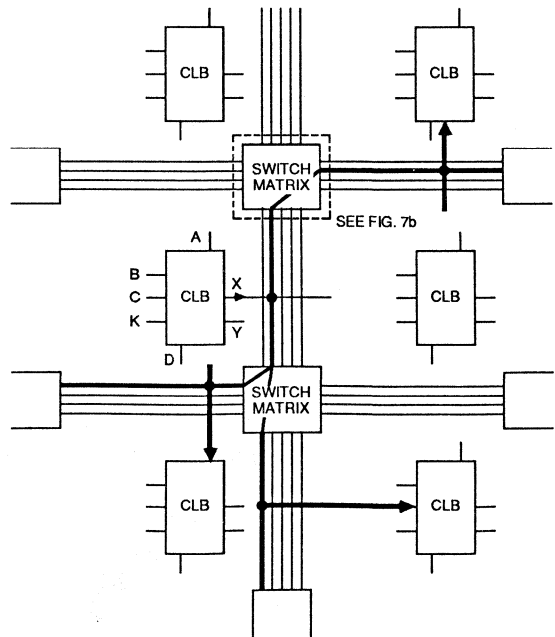 CLB
CLB
SWITCH
MATRIX
SEE FIG. 7b
A
B
X
C
CLB
CLB
K
Y
D
SWITCH
MATRIX
CLB
CLB